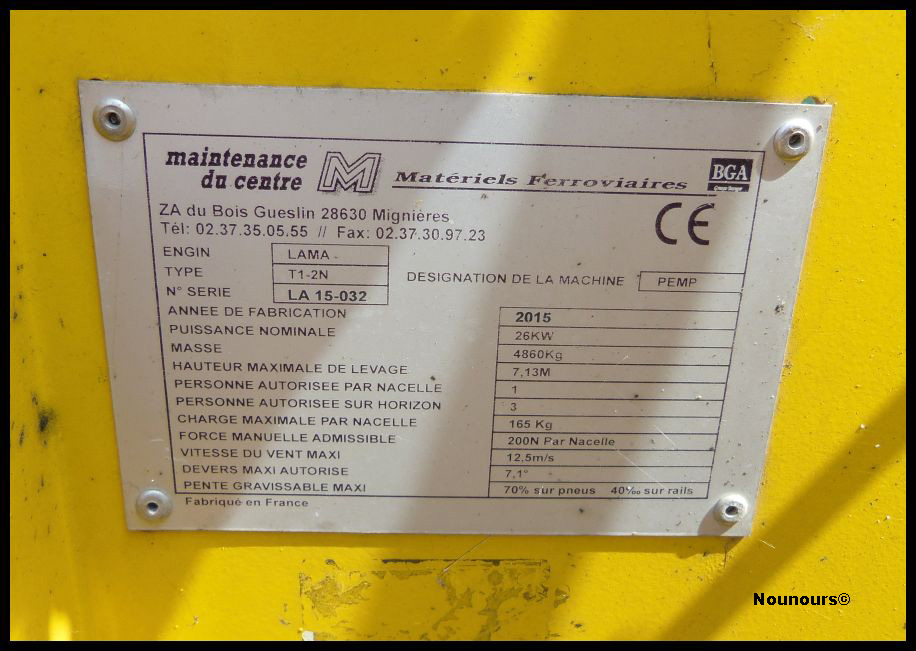 maintenance
du centre
M Matériels Ferroviaires
BGA
ZA du Bois Gueslin 28630 Mignières
Tél: 02.37.35.05.55 // Fax: 02.37.30.97.23
CE
ENGIN LAMA
TYPE T1-2N
DESIGNATION DE LA MACHINE PEMP
N° SERIE LA 15-032
ANNEE DE FABRICATION 2015
PUISSANCE NOMINALE 26KW
MASSE 4860Kg
HAUTEUR MAXIMALE DE LEVAGE 7,13M
PERSONNE AUTORISEE PAR NACELLE 1
PERSONNE AUTORISEE SUR HORIZON 3
CHARGE MAXIMALE PAR NACELLE 165 Kg
FORCE MANUELLE ADMISSIBLE 200N Par Nacelle
VITESSE DU VENT MAXI 12,5m/s
DEVERS MAXI AUTORISE 7,1°
PENTE GRAVISSABLE MAXI 70% sur pneus 40‰ sur rails
Fabriqué en France
Nounours©